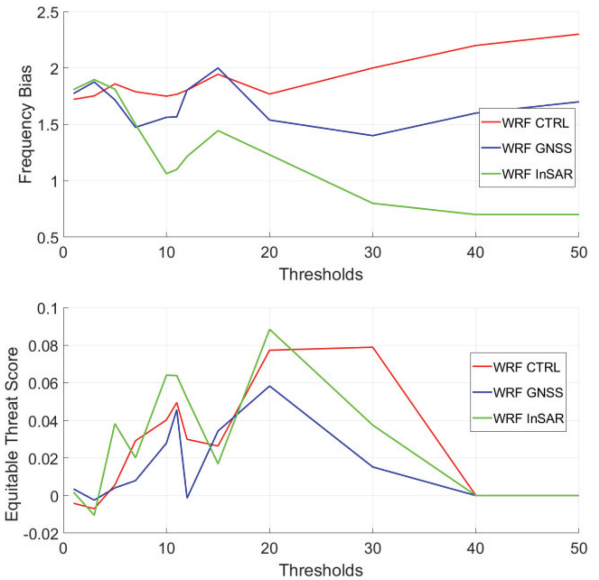 2.5
2
1.5
1
0.5
Frequency Bias
WRF CTRL
WRF GNSS
WRF InSAR
0 10 20 30 40 50
Thresholds
0.1
0.08
0.06
0.04
0.02
0
-0.02
Equitable Threat Score
WRF CTRL
WRF GNSS
WRF InSAR
0 10 20 30 40 50
Thresholds